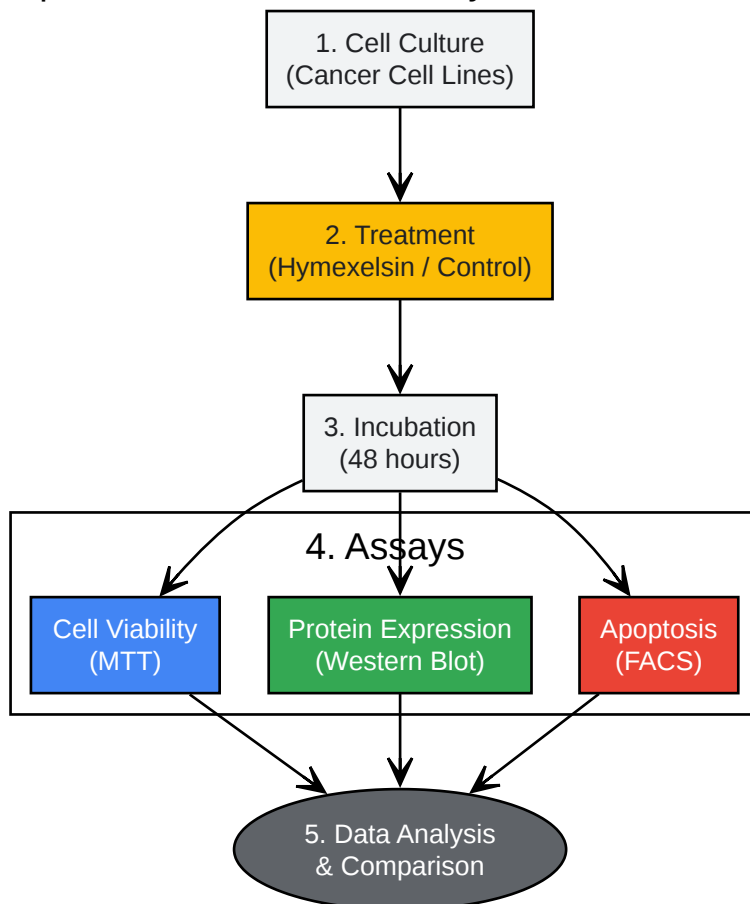 1. Cell Culture
(Cancer Cell Lines)
2. Treatment
(Hymexelsin / Control)
3. Incubation
(48 hours)
4. Assays
Cell Viability
(MTT)
Protein Expression
(Western Blot)
Apoptosis
(FACS)
5. Data Analysis
& Comparison